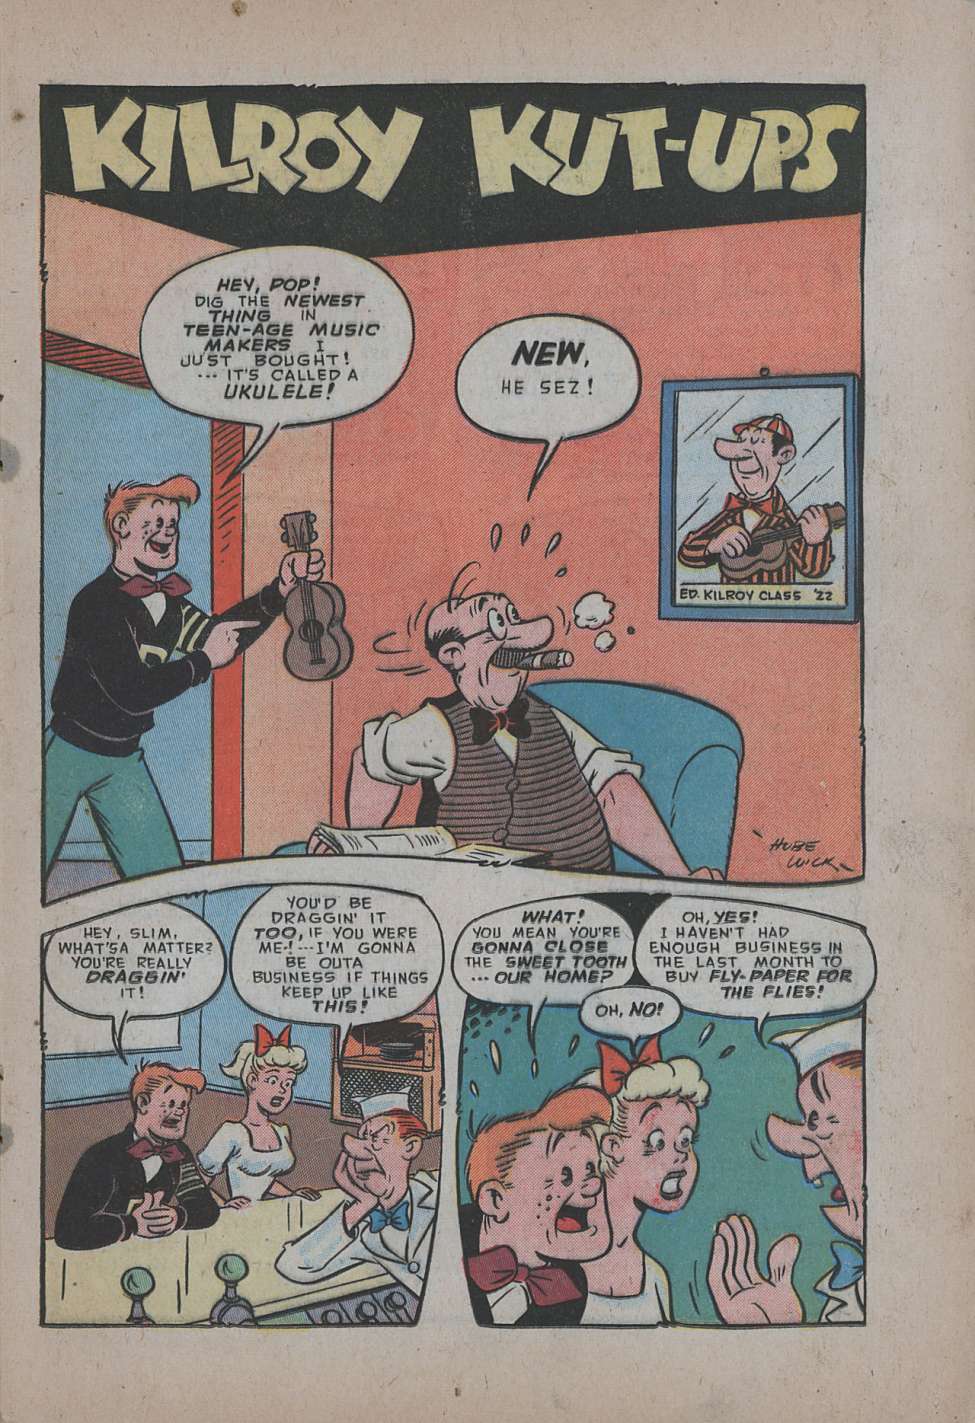 KILROY KUT-UPS
HEY, POP!
DIG THE NEWEST
THING IN
TEEN-AGE MUSIC
MAKERS I
JUST BOUGHT!
... IT'S CALLED A
UKULELE!
NEW,
HE SEZ!
ED. KILROY CLASS '22
HUBE
WICK
HEY, SLIM,
WHAT'SA MATTER?
YOU'RE REALLY
DRAGGIN'
IT!
YOU'D BE
DRAGGIN' IT
TOO, IF YOU WERE
ME!... I'M GONNA
BE OUTA
BUSINESS IF THINGS
KEEP UP LIKE
THIS!
WHAT!
YOU MEAN YOU'RE
GONNA CLOSE
THE SWEET TOOTH
... OUR HOME?
OH, NO!
OH, YES!
I HAVEN'T HAD
ENOUGH BUSINESS IN
THE LAST MONTH TO
BUY FLY-PAPER FOR
THE FLIES!